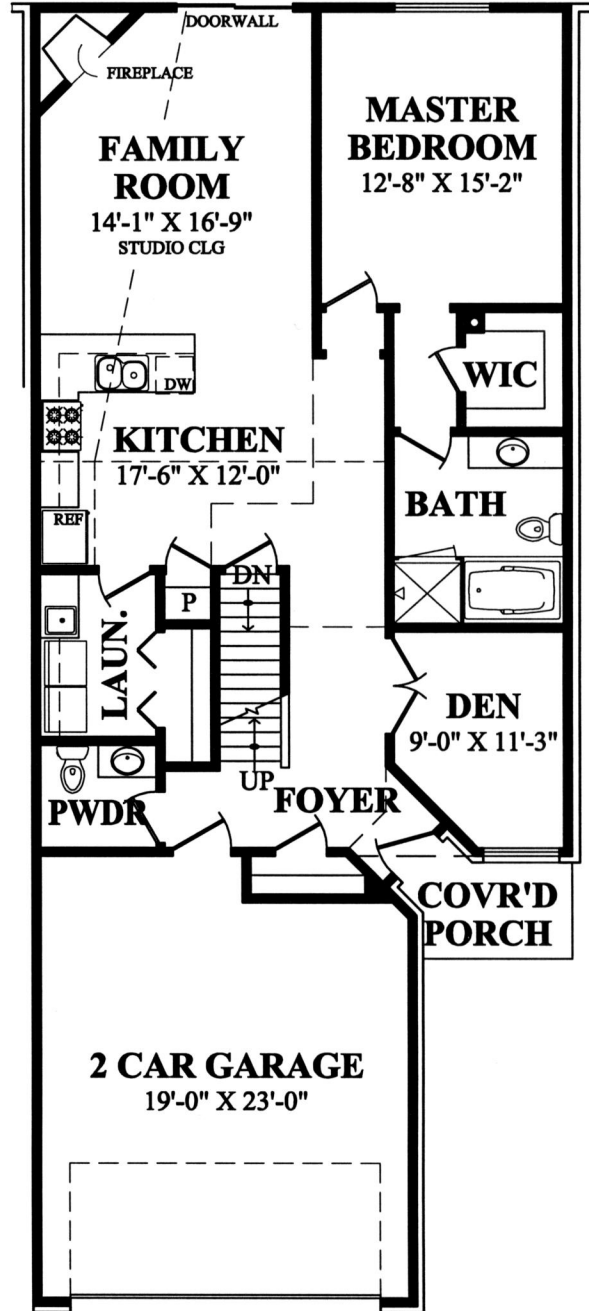 DOORWALL
FIREPLACE
FAMILY
ROOM
14'-1" X 16'-9"
STUDIO CLG
MASTER
BEDROOM
12'-8" X 15'-2"
WIC
DW
KITCHEN
17'-6" X 12'-0"
REF
BATH
P
DN
LAUN.
DEN
9'-0" X 11'-3"
UP
FOYER
PWDR
COVR'D
PORCH
2 CAR GARAGE
19'-0" X 23'-0"